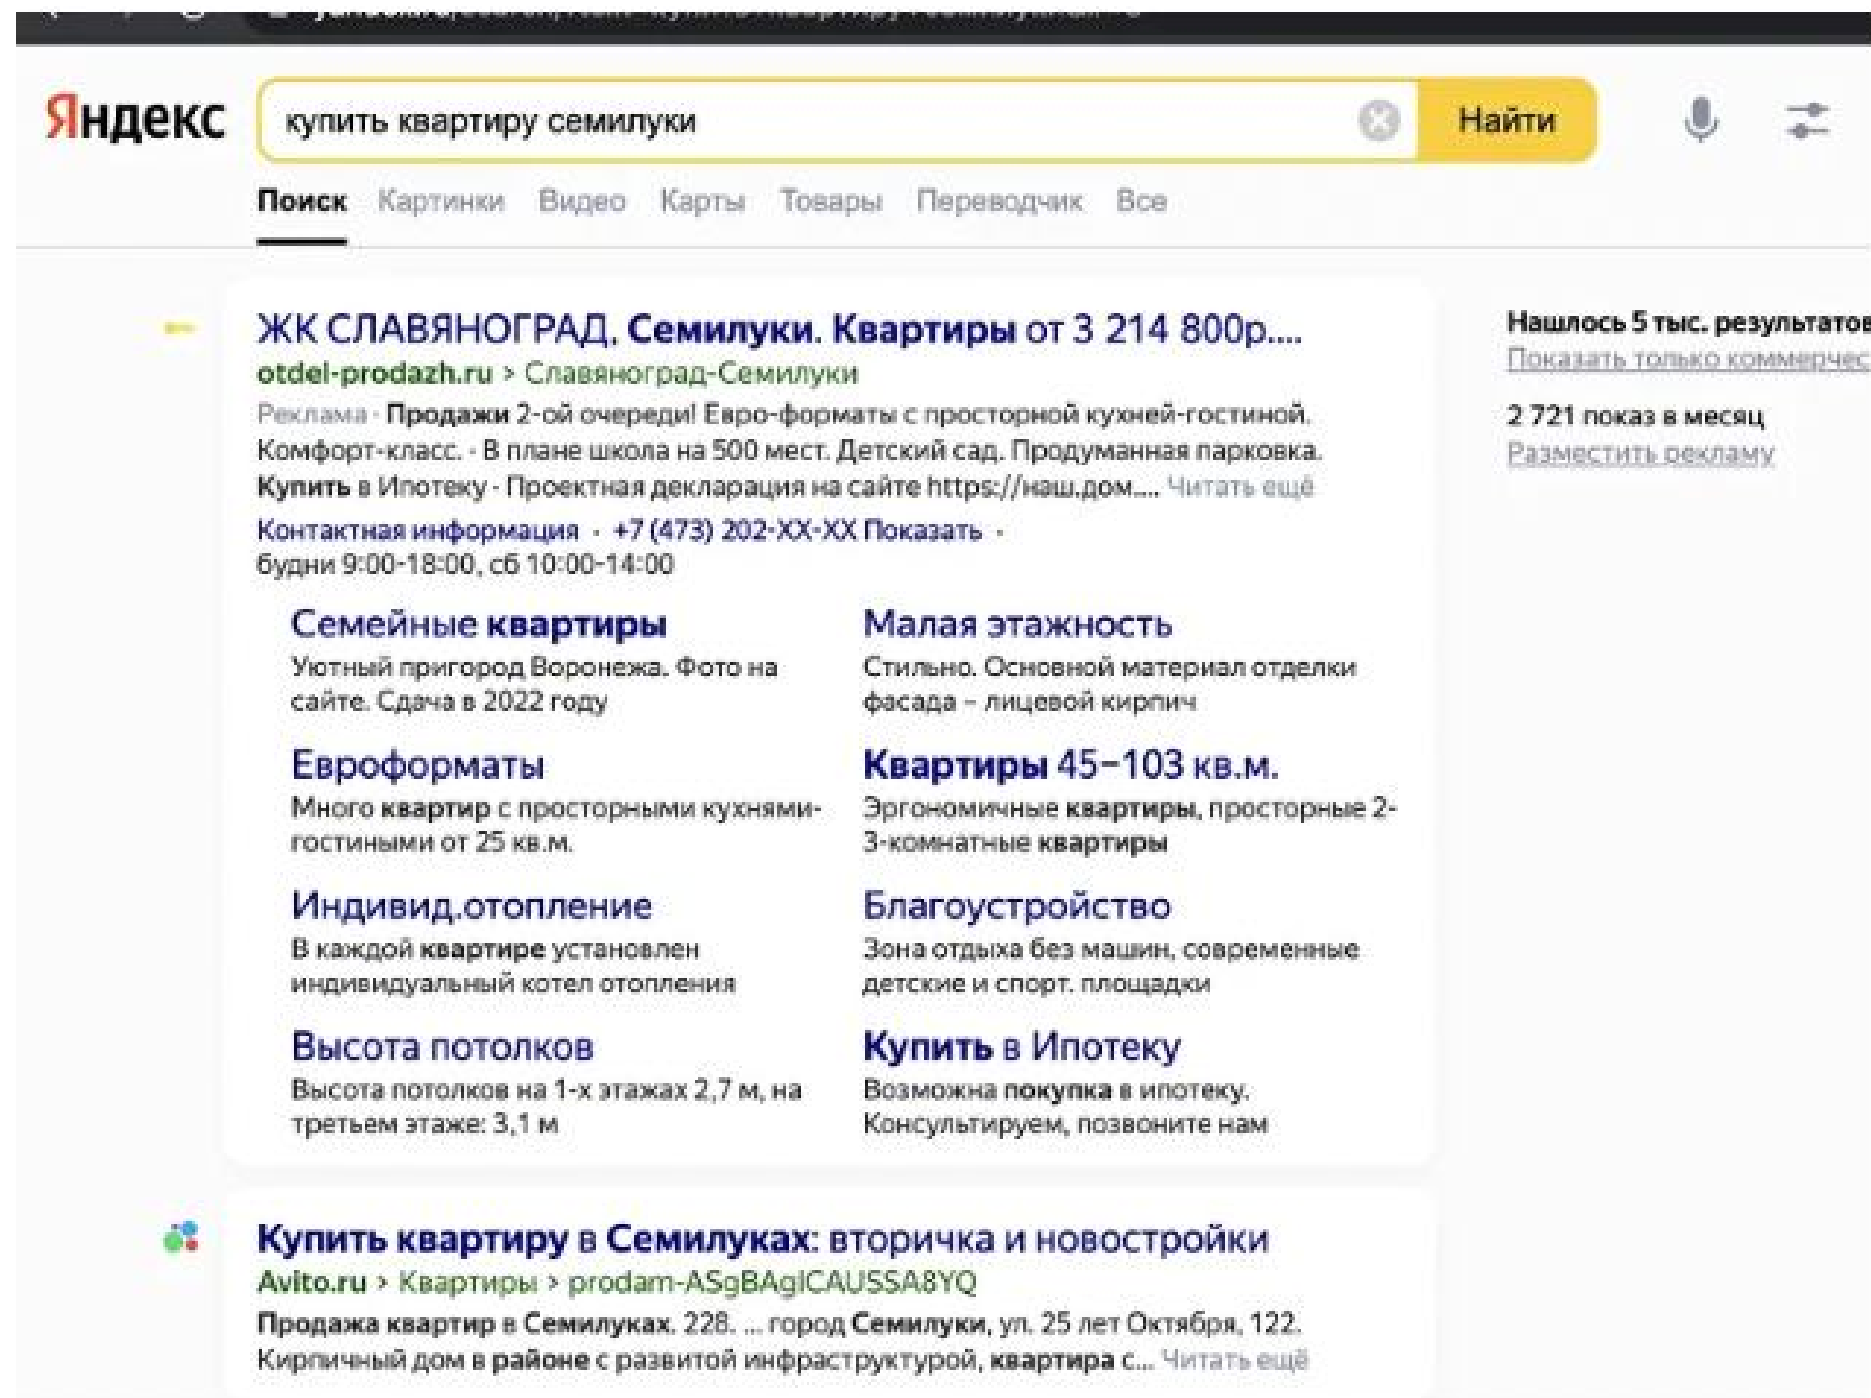 Яндекс
купить квартиру семилуки
Найти
Поиск Картинки Видео Карты Товары Переводчик Все
ЖК СЛАВЯНОГРАД. Семилуки. Квартиры от 3 214 800р....
otdel-prodazh.ru > Славяноград-Семилуки
Реклама · Продажи 2-ой очереди! Евро-форматы с просторной кухней-гостиной.
Комфорт-класс. · В плане школа на 500 мест. Детский сад. Продуманная парковка.
Купить в Ипотеку · Проектная декларация на сайте https://наш.дом.... Читать ещё
Контактная информация · +7 (473) 202-XX-XX Показать ·
будни 9:00-18:00, сб 10:00-14:00
Семейные квартиры
Уютный пригород Воронежа. Фото на
сайте. Сдача в 2022 году
Малая этажность
Стильно. Основной материал отделки
фасада – лицевой кирпич
Евроформаты
Много квартир с просторными кухнями-
гостиными от 25 кв.м.
Квартиры 45–103 кв.м.
Эргономичные квартиры, просторные 2-
3-комнатные квартиры
Индивид.отопление
В каждой квартире установлен
индивидуальный котел отопления
Благоустройство
Зона отдыха без машин, современные
детские и спорт. площадки
Высота потолков
Высота потолков на 1-х этажах 2,7 м, на
третьем этаже: 3,1 м
Купить в Ипотеку
Возможна покупка в ипотеку.
Консультируем, позвоните нам
Купить квартиру в Семилуках: вторичка и новостройки
Avito.ru > Квартиры > prodam-ASgBAgICAUSSA8YQ
Продажа квартир в Семилуках. 228. ... город Семилуки, ул. 25 лет Октября, 122.
Кирпичный дом в районе с развитой инфраструктурой, квартира с... Читать ещё
Нашлось 5 тыс. результатов
Показать только коммерчес
2 721 показ в месяц
Разместить рекламу